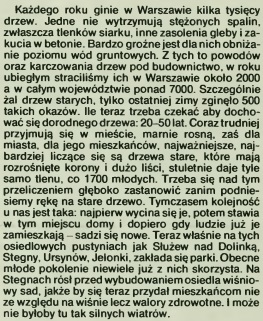 Każdego roku ginie w Warszawie kilka tysięcy
drzew. Jedne nie wytrzymują stężonych spalin,
zwłaszcza tlenków siarku, inne zasolenia gleby i za-
kucia w betonie. Bardzo groźne jest dla nich obniża-
nie poziomu wód gruntowych. Z tych to powodów
oraz karczowania drzew pod budownictwo, w roku
ubiegłym straciliśmy ich w Warszawie około 2000
a w całym województwie ponad 7000. Szczególnie
żal drzew starych, tylko ostatniej zimy zginęło 500
takich okazów. Ile teraz trzeba czekać aby docho-
wać się dorodnego drzewa: 20–50 lat. Coraz trudniej
przyjmują się w mieście, marnie rosną, zaś dla
miasta, dla jego mieszkańców, najważniejsze, naj-
bardziej liczące się są drzewa stare, które mają
rozrośnięte korony i dużo liści, stuletnie daje tyle
samo tlenu, co 1700 młodych. Trzeba się nad tym
przeliczeniem głęboko zastanowić zanim podnie-
siemy rękę na stare drzewo. Tymczasem kolejność
u nas jest taka: najpierw wycina się je, potem stawia
w tym miejscu domy i dopiero gdy ludzie już je
zamieszkają – sadzi się nowe. Teraz właśnie na tych
osiedlowych pustyniach jak Służew nad Dolinką,
Stegny, Ursynów, Jelonki, zakłada się parki. Obecne
młode pokolenie niewiele już z nich skorzysta. Na
Stegnach rósł przed wybudowaniem osiedla wiśnio-
wy sad, jakże by się teraz przydał mieszkańcom nie
ze względu na wiśnie lecz walory zdrowotne. I może
nie byłoby tu tak silnych wiatrów.